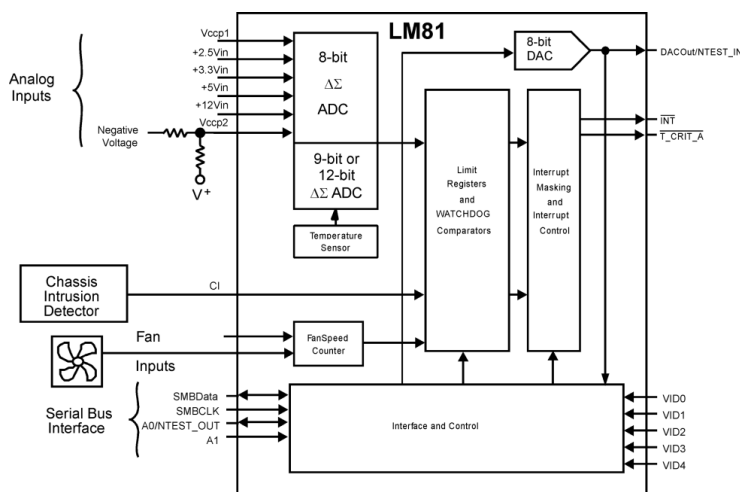 LM81
Analog
Inputs
Vccp1
+2.5Vin
+3.3Vin
+5Vin
+12Vin
Vccp2
Negative
Voltage
V+
8-bit
ΔΣ
ADC
9-bit or
12-bit
ΔΣ ADC
Temperature
Sensor
8-bit
DAC
DACOut/NTEST_IN
INT
T_CRIT_A
Limit
Registers
and
WATCHDOG
Comparators
Interrupt
Masking
and
Interrupt
Control
Chassis
Intrusion
Detector
CI
Fan
Inputs
FanSpeed
Counter
Serial Bus
Interface
SMBData
SMBCLK
A0/NTEST_OUT
A1
Interface and Control
VID0
VID1
VID2
VID3
VID4